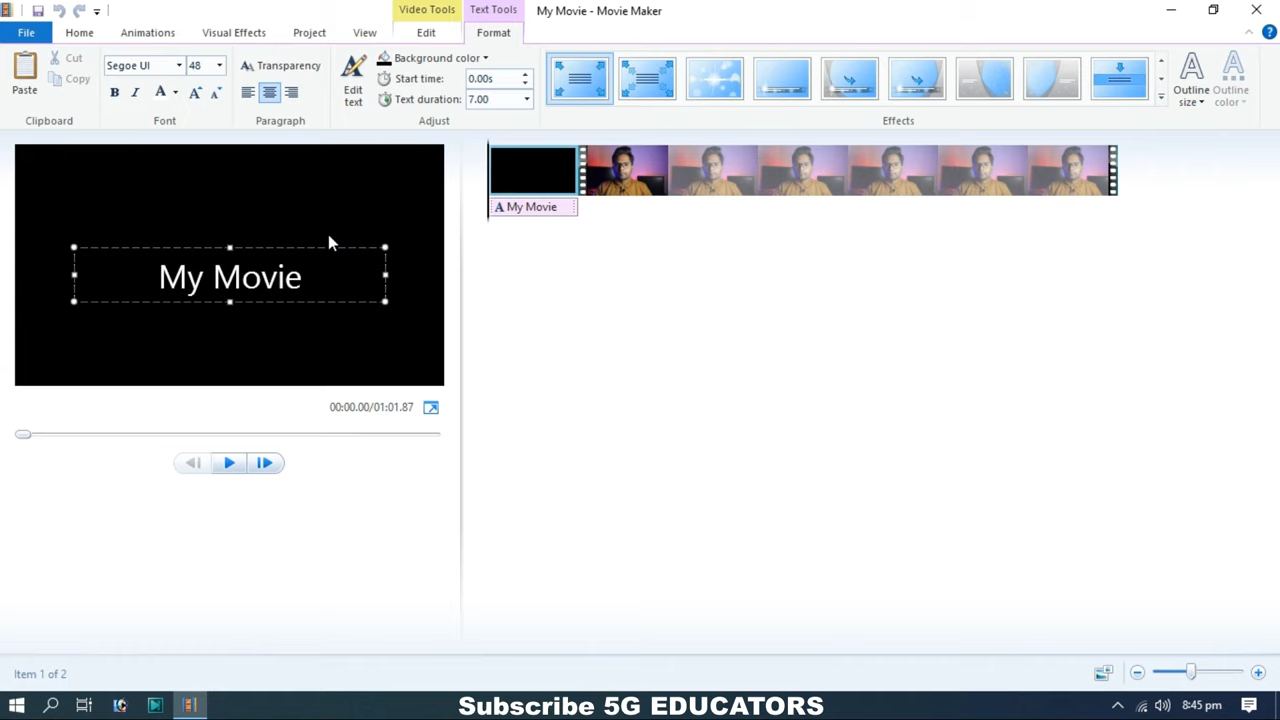 Video Tools
Text Tools
My Movie - Movie Maker
File
Home
Animations
Visual Effects
Project
View
Edit
Format
Paste
Cut
Copy
Clipboard
Segoe UI
48
B I A A A
Font
Transparency
Paragraph
Edit
text
Background color
Start time: 0.00s
Text duration: 7.00
Adjust
Effects
Outline
size
Outline
color
My Movie
A My Movie
00:00.00/01:01.87
Item 1 of 2
Subscribe 5G EDUCATORS
8:45 pm